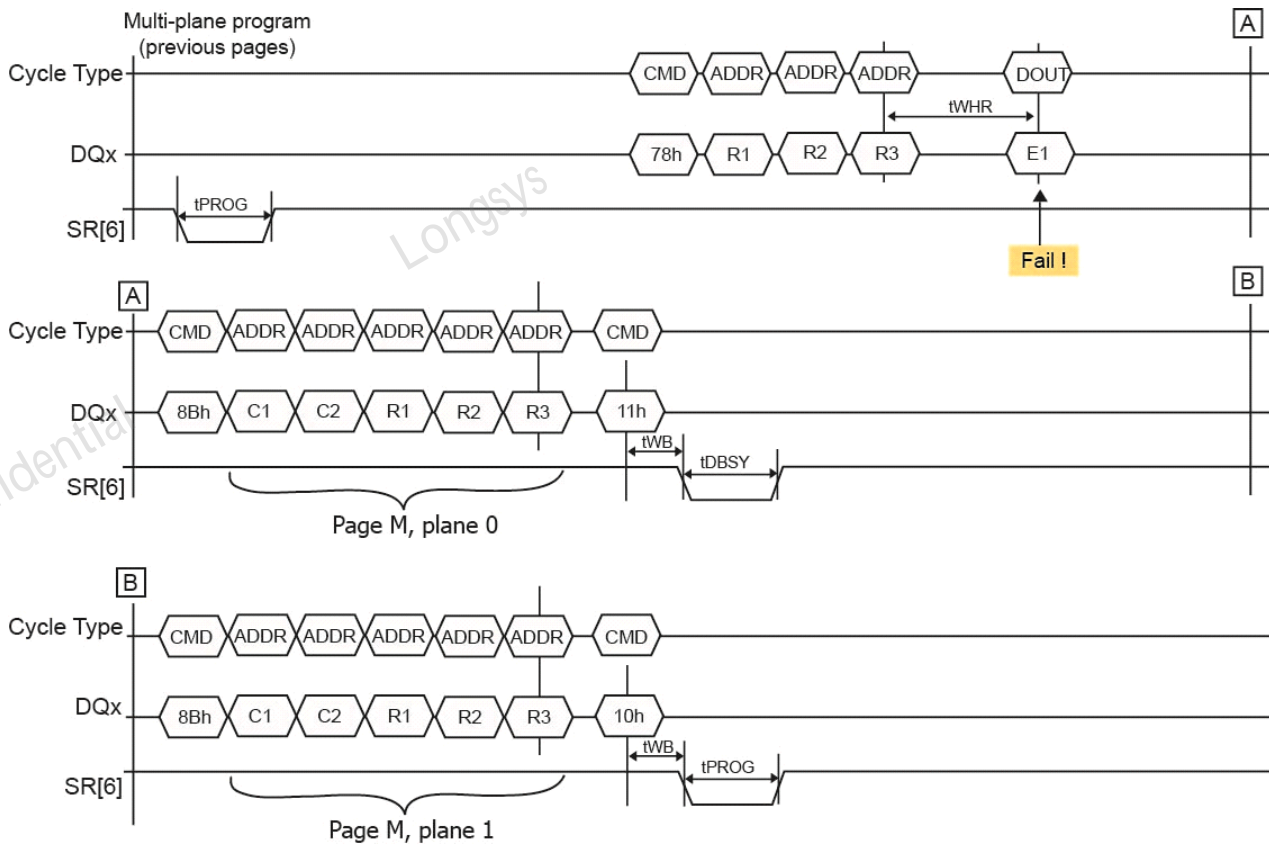 Multi-plane program
(previous pages)
A
Cycle Type CMD ADDR ADDR ADDR DOUT
tWHR
DQx 78h R1 R2 R3 E1
tPROG
SR[6]
Longsys
Fail !
A
B
Cycle Type CMD ADDR ADDR ADDR ADDR ADDR CMD
DQx 8Bh C1 C2 R1 R2 R3 11h
tWB
tDBSY
SR[6]
Page M, plane 0
B
Cycle Type CMD ADDR ADDR ADDR ADDR ADDR CMD
DQx 8Bh C1 C2 R1 R2 R3 10h
tWB
tPROG
SR[6]
Page M, plane 1